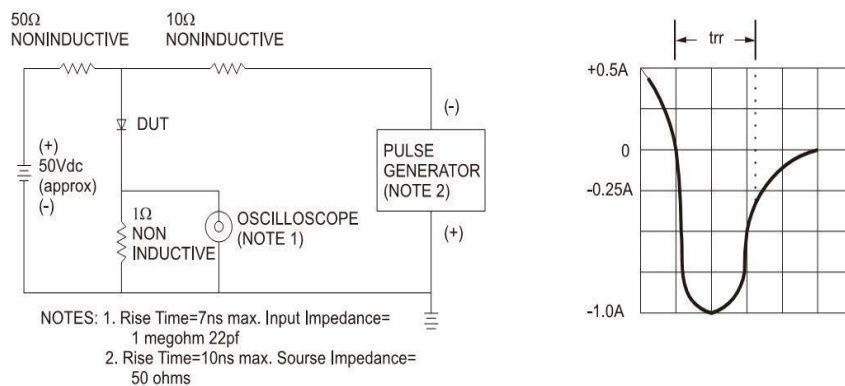 50Ω
NONINDUCTIVE
10Ω
NONINDUCTIVE
DUT
(+)
50Vdc
(approx)
(-)
1Ω
NON
INDUCTIVE
OSCILLOSCOPE
(NOTE 1)
(-)
PULSE
GENERATOR
(NOTE 2)
(+)
NOTES: 1. Rise Time=7ns max. Input Impedance=
1 megohm 22pf
2. Rise Time=10ns max. Sourse Impedance=
50 ohms
trr
+0.5A
0
-0.25A
-1.0A